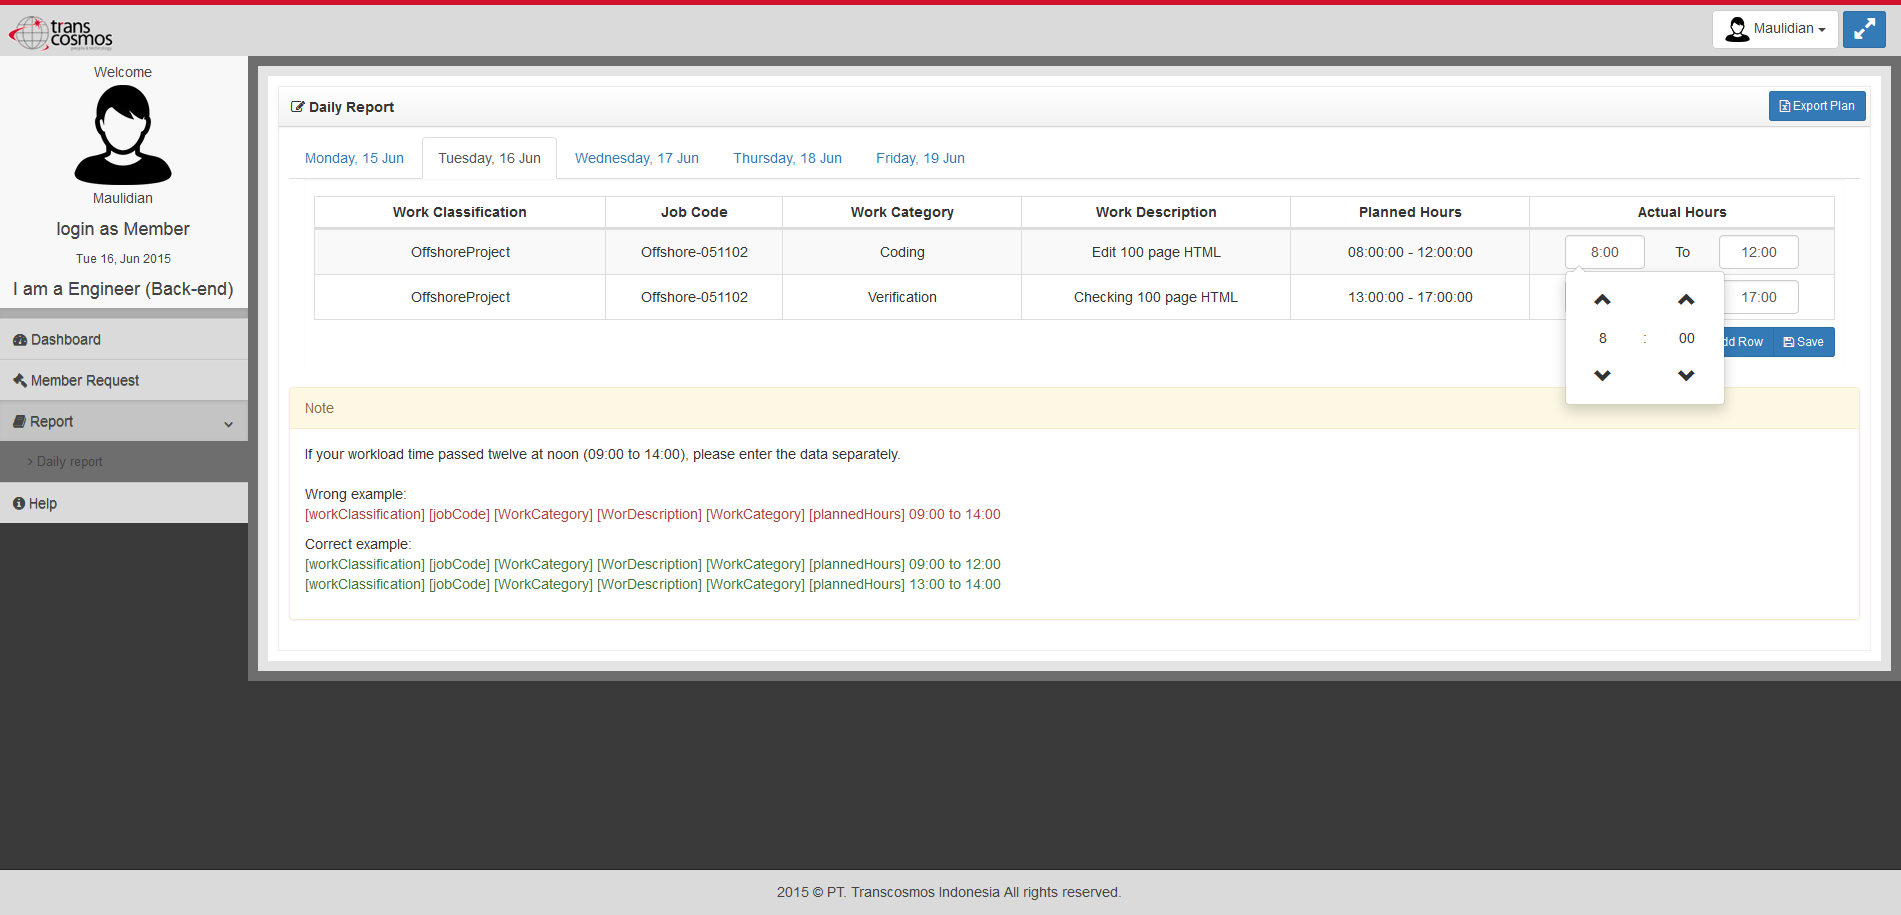 trans
cosmos
Maulidian
Welcome
Maulidian
login as Member
Tue 16, Jun 2015
I am a Engineer (Back-end)
Dashboard
Member Request
Report
Daily report
Help
Daily Report
Export Plan
Monday, 15 Jun Tuesday, 16 Jun Wednesday, 17 Jun Thursday, 18 Jun Friday, 19 Jun
Work Classification Job Code Work Category Work Description Planned Hours Actual Hours
OffshoreProject Offshore-051102 Coding Edit 100 page HTML 08:00:00 - 12:00:00 8:00 To 12:00
OffshoreProject Offshore-051102 Verification Checking 100 page HTML 13:00:00 - 17:00:00 17:00
8 : 00
Row Save
Note
If your workload time passed twelve at noon (09:00 to 14:00), please enter the data separately.
Wrong example:
[workClassification] [jobCode] [WorkCategory] [WorDescription] [WorkCategory] [plannedHours] 09:00 to 14:00
Correct example:
[workClassification] [jobCode] [WorkCategory] [WorDescription] [WorkCategory] [plannedHours] 09:00 to 12:00
[workClassification] [jobCode] [WorkCategory] [WorDescription] [WorkCategory] [plannedHours] 13:00 to 14:00
2015 © PT. Transcosmos Indonesia All rights reserved.